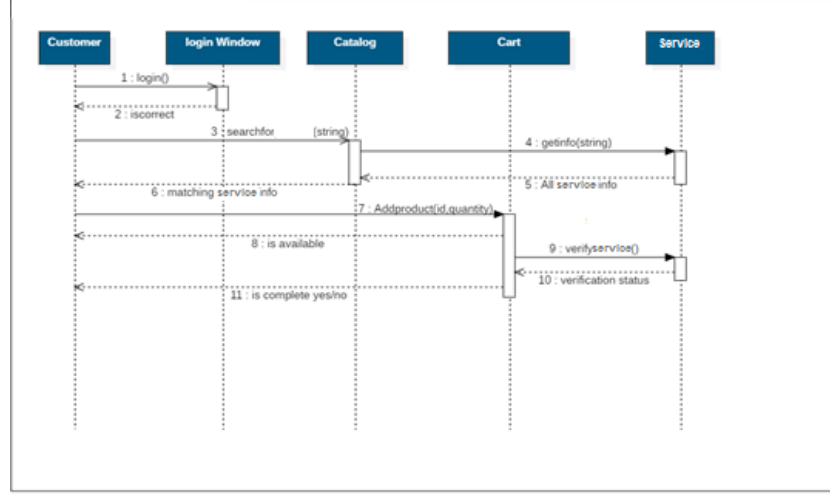 Customer
login Window
Catalog
Cart
Service
1 : login()
2 : iscorrect
3 : searchfor (string)
4 : getinfo(string)
5 : All service info
6 : matching service info
7 : Addproduct(id,quantity)
8 : is available
9 : verifyservice()
10 : verification status
11 : is complete yes/no